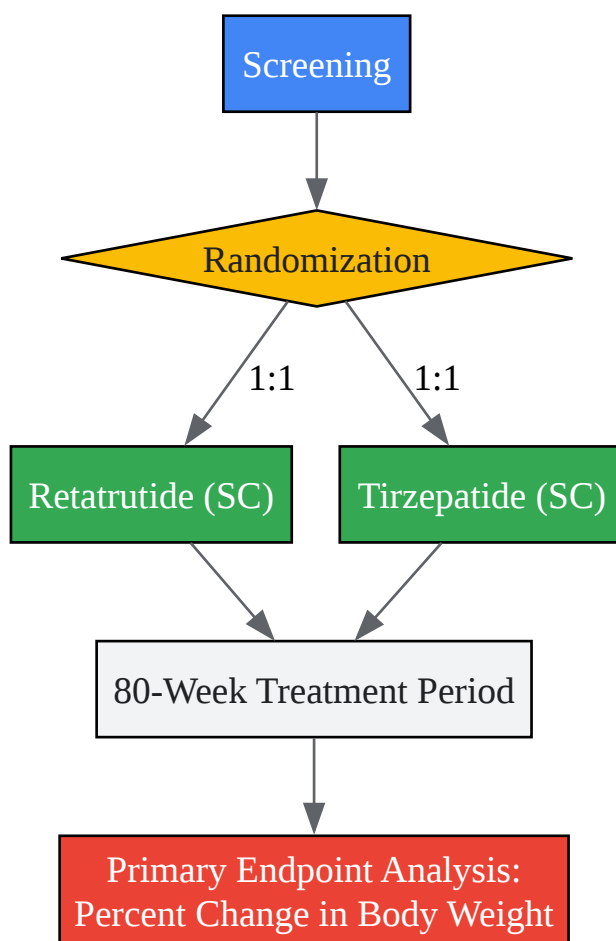 Screening
Randomization
1:1
1:1
Retatrutide (SC)
Tirzepatide (SC)
80-Week Treatment Period
Primary Endpoint Analysis:
Percent Change in Body Weight